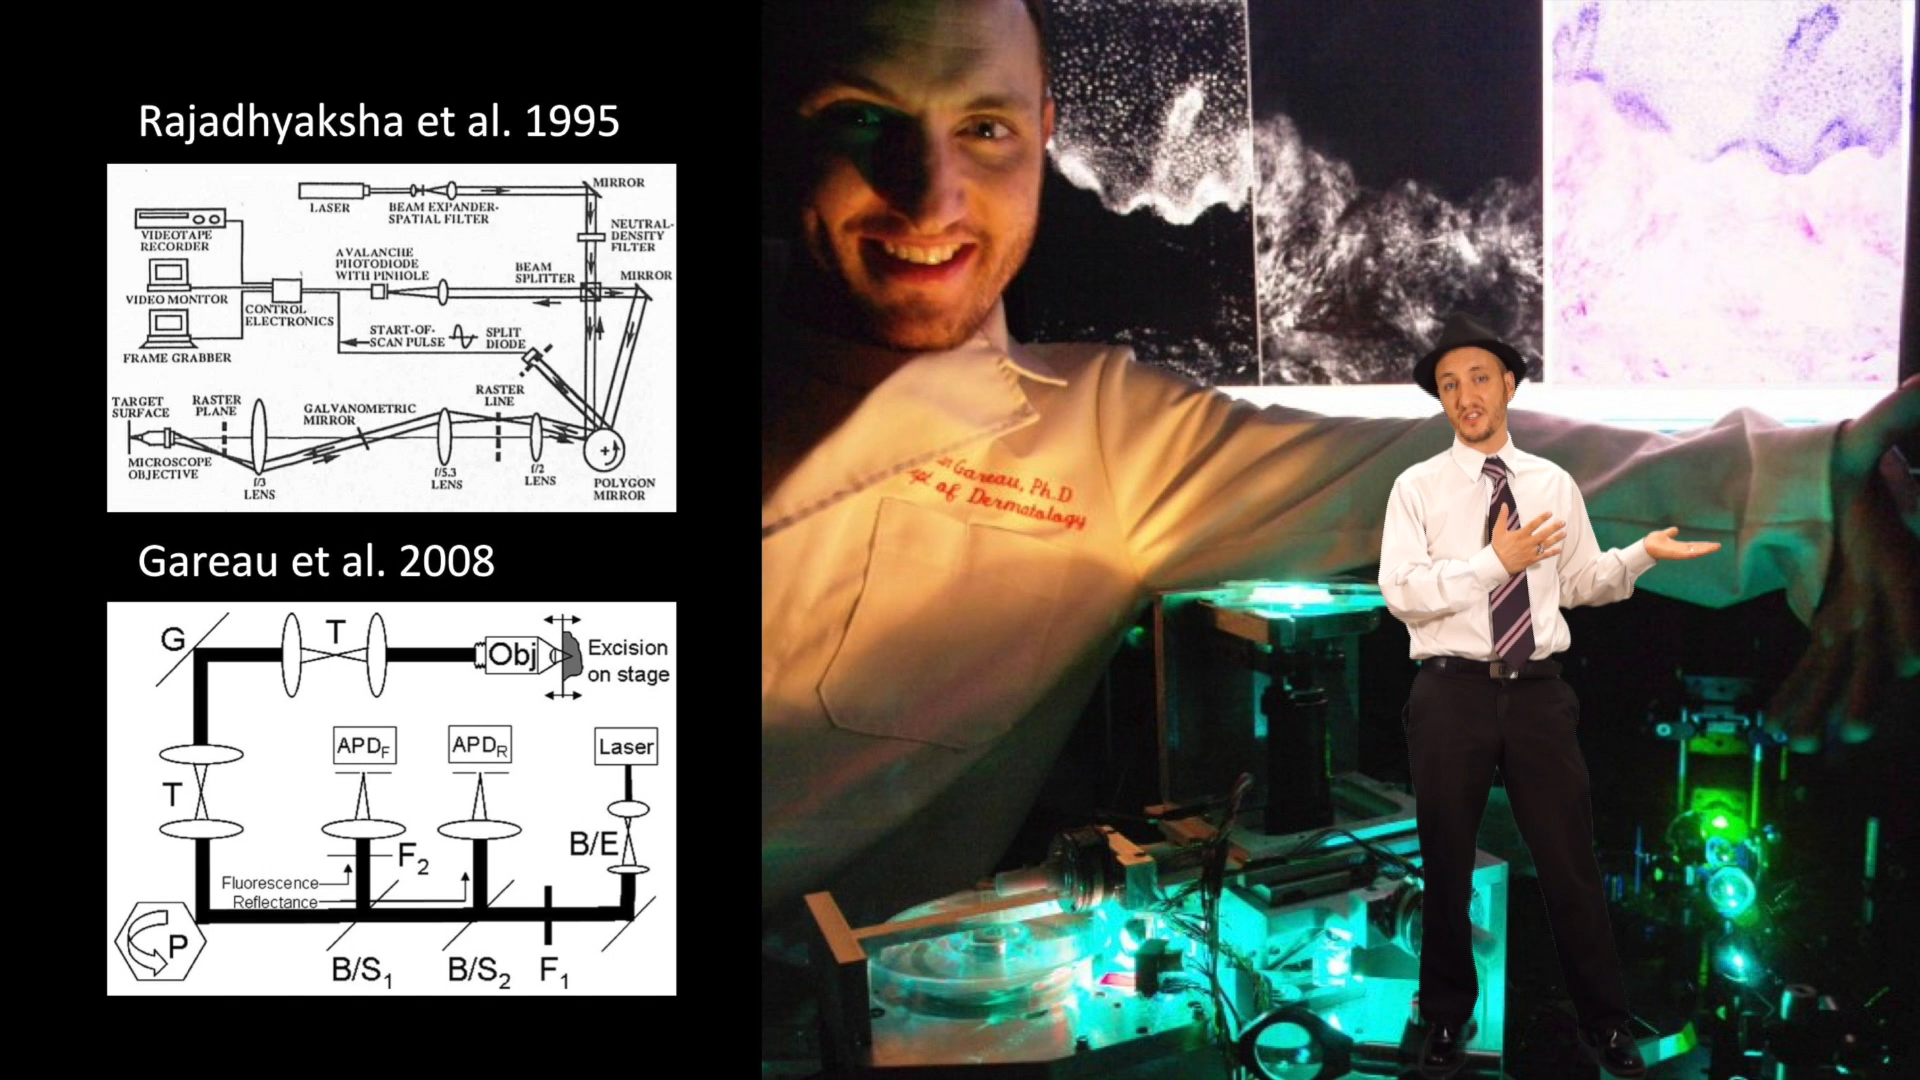 Rajadhyaksha et al. 1995
MIRROR
LASER
BEAM EXPANDER-
SPATIAL FILTER
NEUTRAL-
DENSITY
FILTER
VIDEOTAPE
RECORDER
AVALANCHE
PHOTODIODE
WITH PINHOLE
BEAM
SPLITTER
MIRROR
VIDEO MONITOR
CONTROL
ELECTRONICS
START-OF-
SCAN PULSE
SPLIT
DIODE
FRAME GRABBER
TARGET
SURFACE
RASTER
PLANE
GALVANOMETRIC
MIRROR
RASTER
LINE
MICROSCOPE
OBJECTIVE
f/3
LENS
f/5.3
LENS
f/2
LENS
POLYGON
MIRROR
Gareau et al. 2008
G
T
Obj
Excision
on stage
APDF
APDR
Laser
T
B/E
F2
Fluorescence
Reflectance
P
B/S1
B/S2
F1
Gareau, Ph.D
of Dermatology